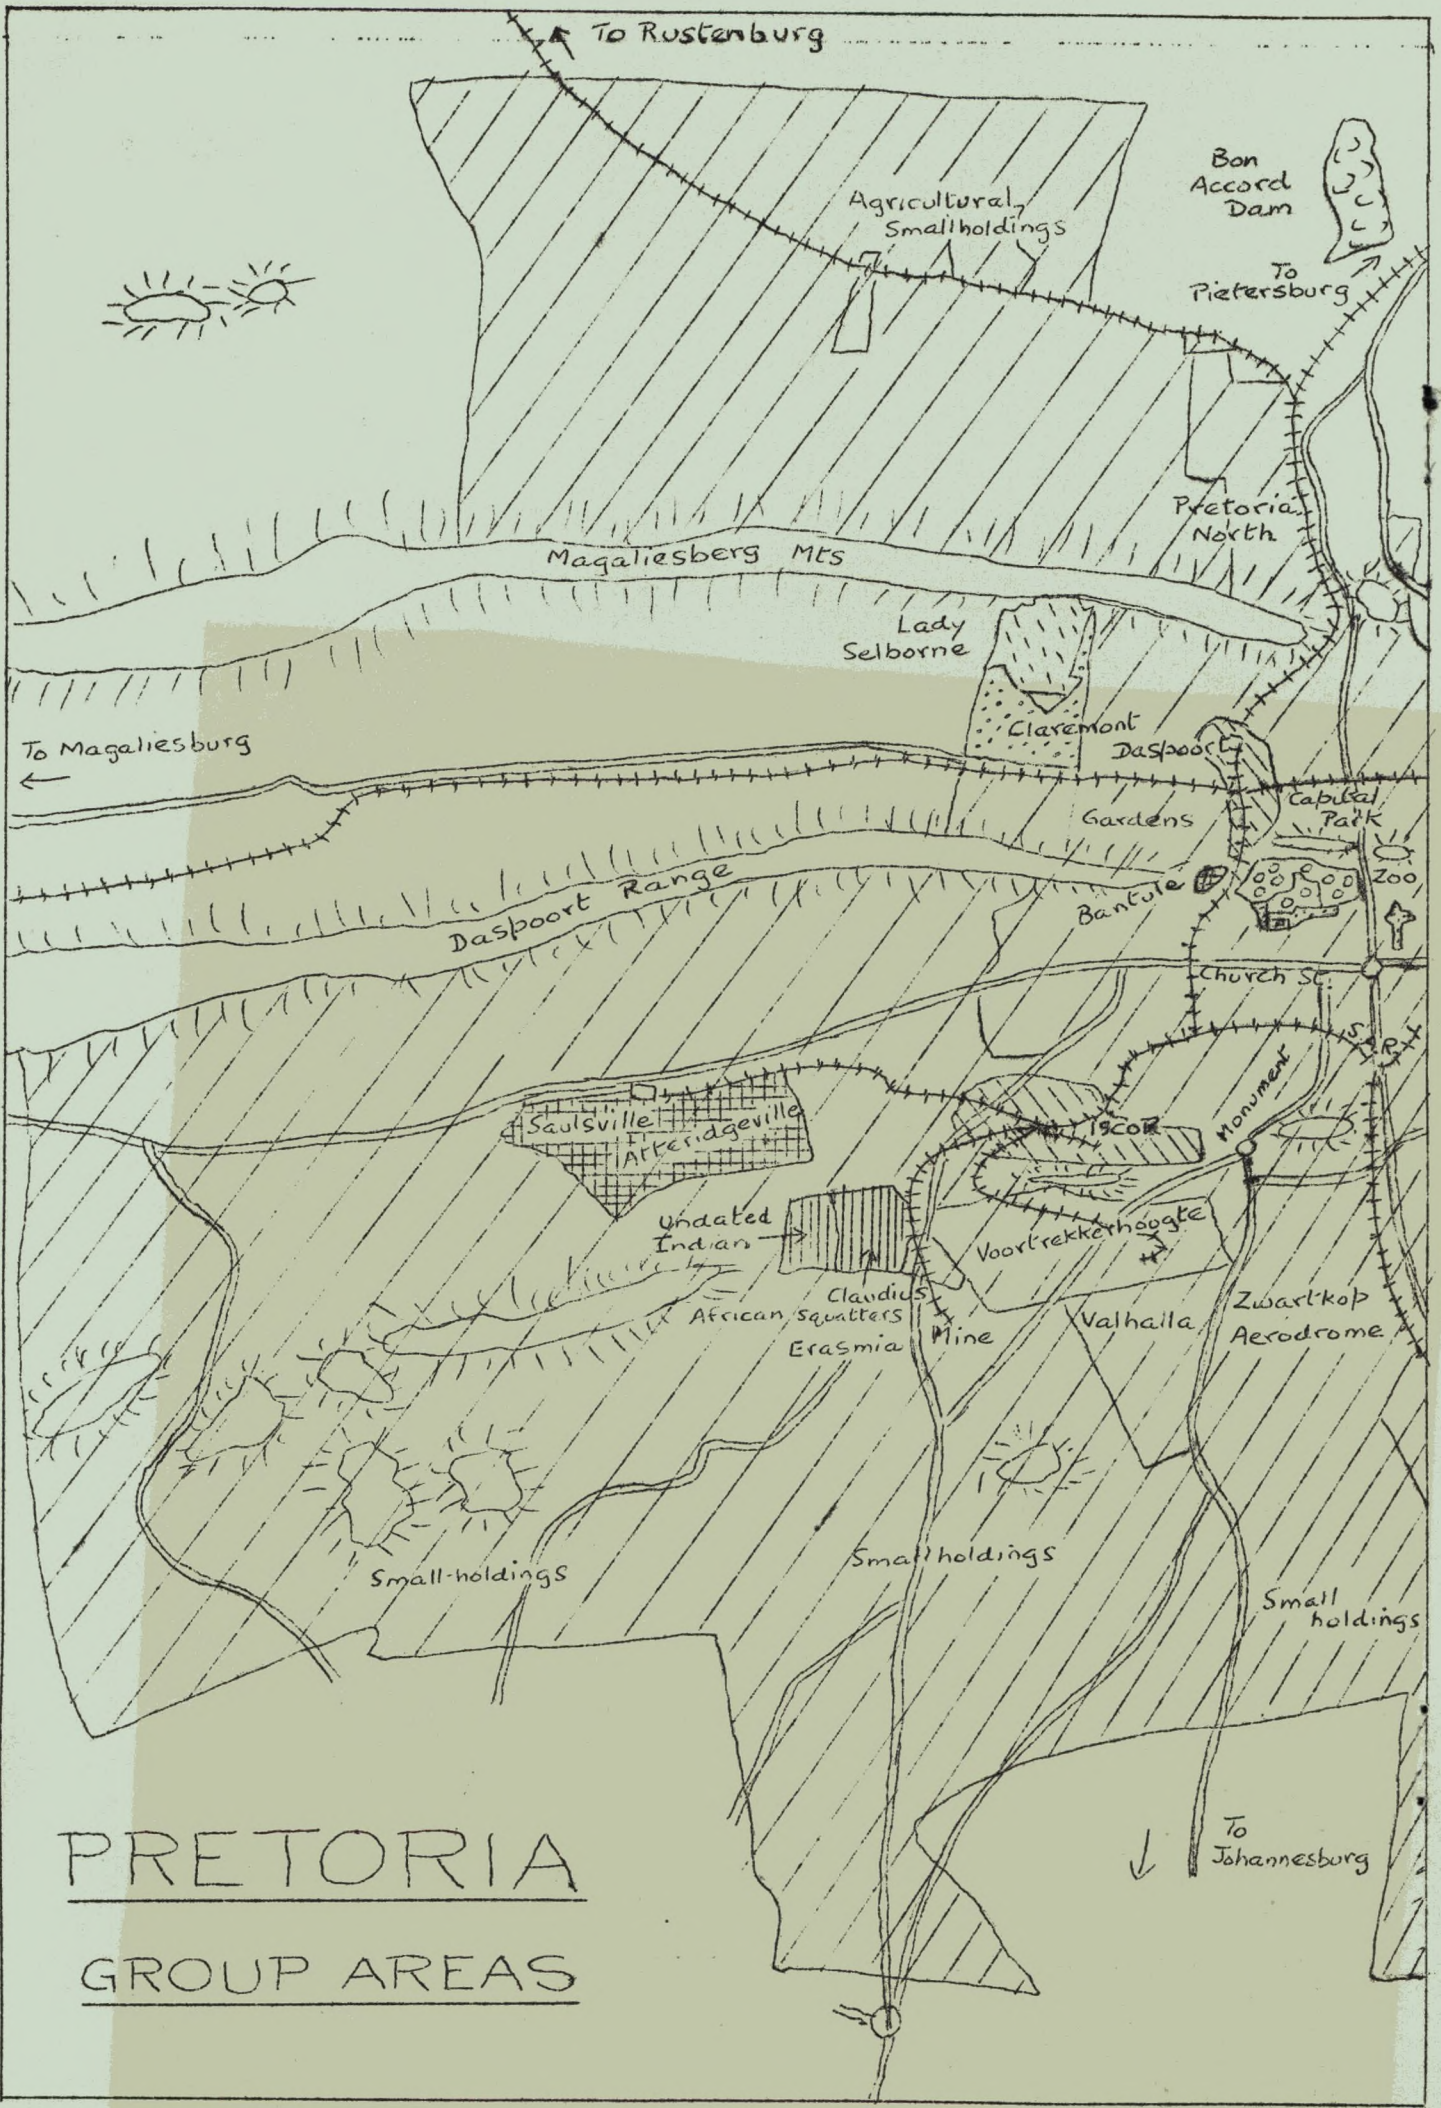 To Rustenburg
Bon
Accord
Dam
Agricultural
Smallholdings
To
Pietersburg
Pretoria
North
Magaliesberg Mts
Lady
Selborne
Claremont
Daspoort
To Magaliesburg
Capital
Park
Gardens
Zoo
Daspoort Range
Bantule
Church St.
S. R.
Monument
ISCOR
Saulsville
Atteridgeville
undated
Indian
Voortrekkerhoogte
Claudius
African Squatters
Erasmia
Mine
Valhalla
Zwartkop
Aerodrome
Small-holdings
Smallholdings
Small
holdings
To
Johannesburg
PRETORIA
GROUP AREAS